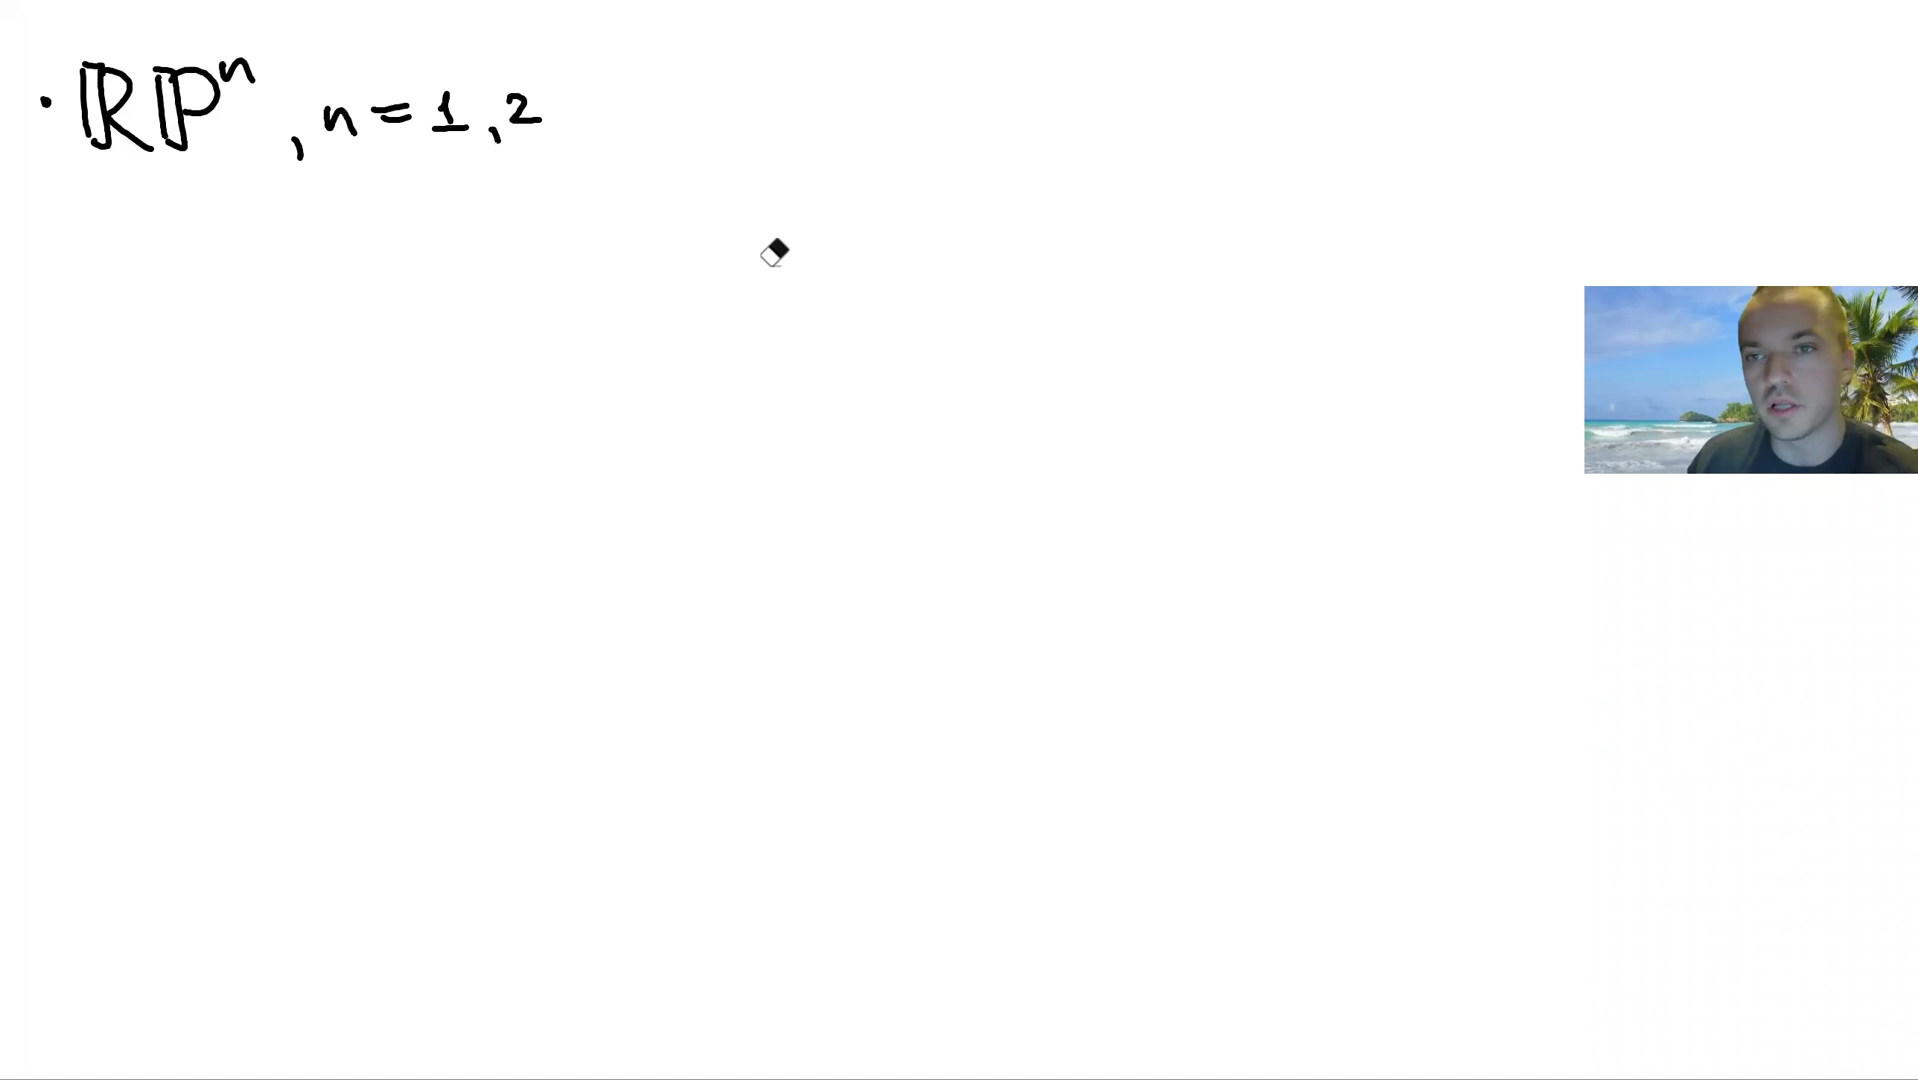 · ℝℙⁿ, n = 1, 2